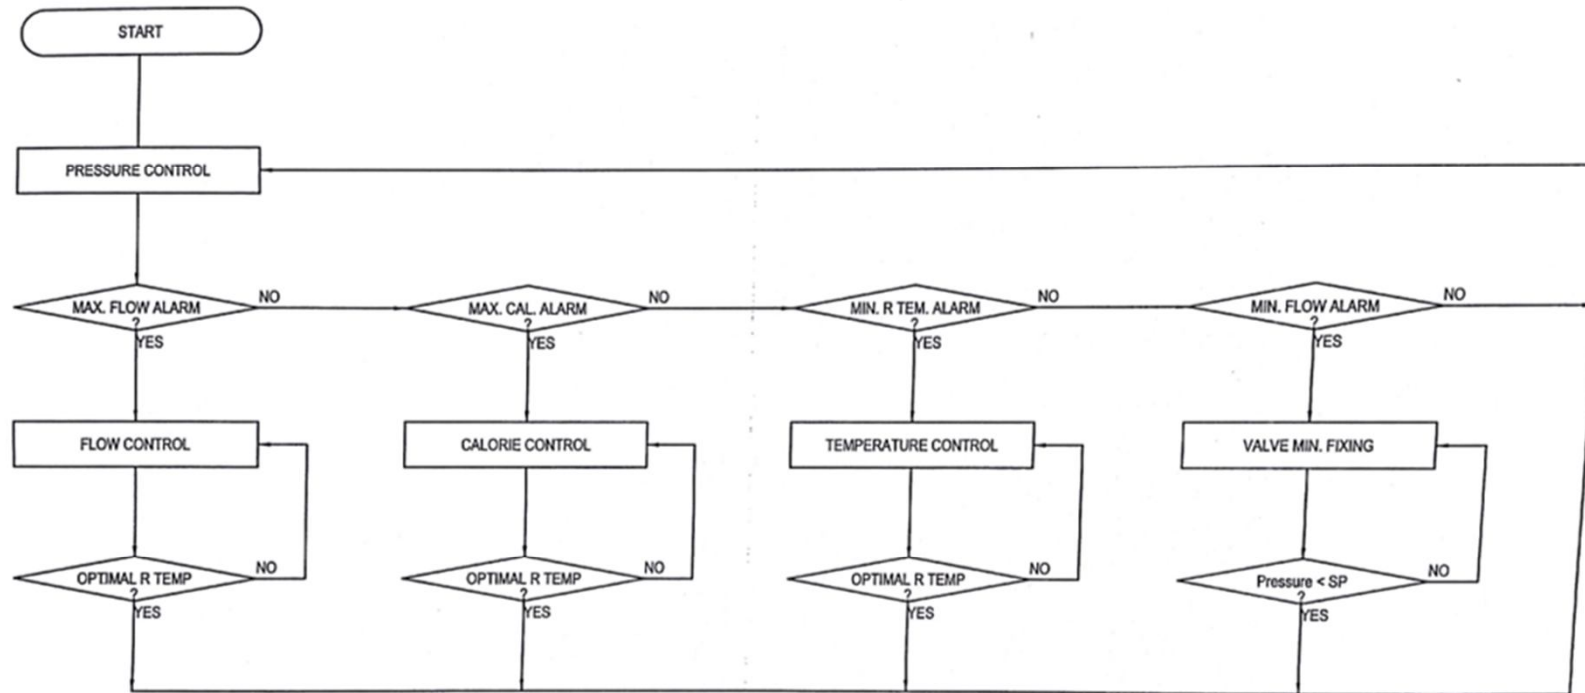 START
PRESSURE CONTROL
MAX. FLOW ALARM
?
NO
YES
MAX. CAL. ALARM
?
NO
YES
MIN. R TEM. ALARM
?
NO
YES
MIN. FLOW ALARM
?
NO
YES
FLOW CONTROL
CALORIE CONTROL
TEMPERATURE CONTROL
VALVE MIN. FIXING
OPTIMAL R TEMP
?
NO
YES
OPTIMAL R TEMP
?
NO
YES
OPTIMAL R TEMP
?
NO
YES
Pressure < SP
?
NO
YES